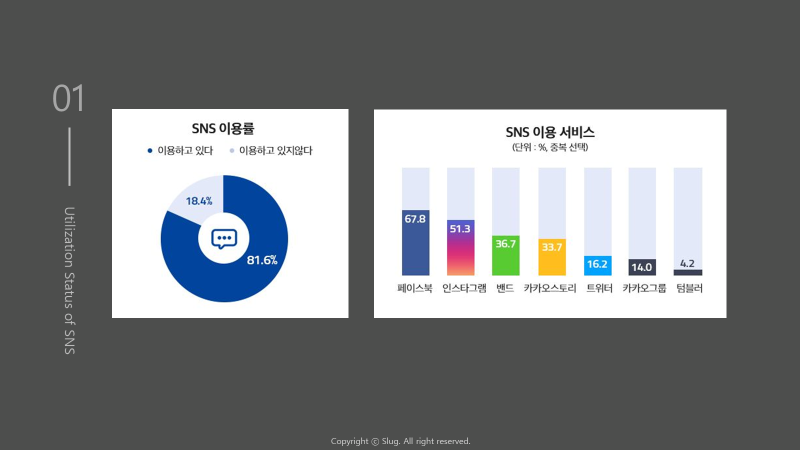 01
Utilization Status of SNS
SNS 이용률
이용하고 있다 이용하고 있지않다
18.4%
81.6%
SNS 이용 서비스
(단위 : %, 중복 선택)
67.8 51.3 36.7 33.7 16.2 14.0 4.2
페이스북 인스타그램 밴드 카카오스토리 트위터 카카오그룹 텀블러
Copyright ⓒ Slug. All right reserved.